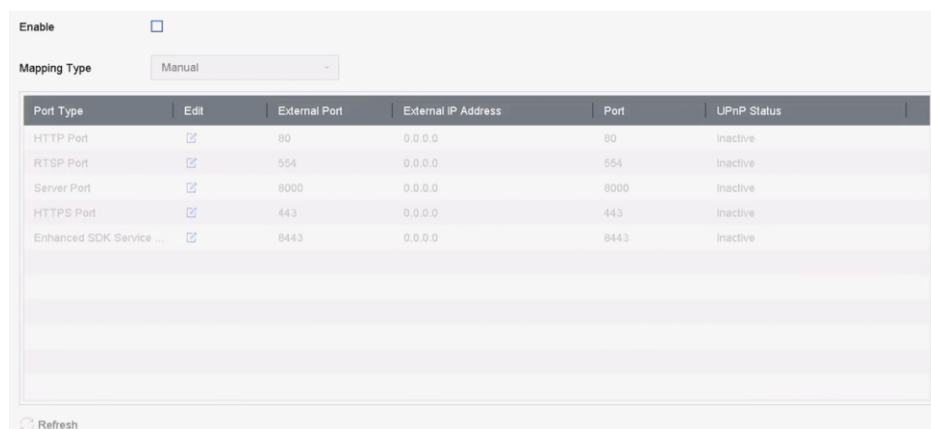 Enable
Mapping Type Manual
Port Type Edit External Port External IP Address Port UPnP Status
HTTP Port 80 0.0.0.0 80 Inactive
RTSP Port 554 0.0.0.0 554 Inactive
Server Port 8000 0.0.0.0 8000 Inactive
HTTPS Port 443 0.0.0.0 443 Inactive
Enhanced SDK Service ... 8443 0.0.0.0 8443 Inactive
Refresh